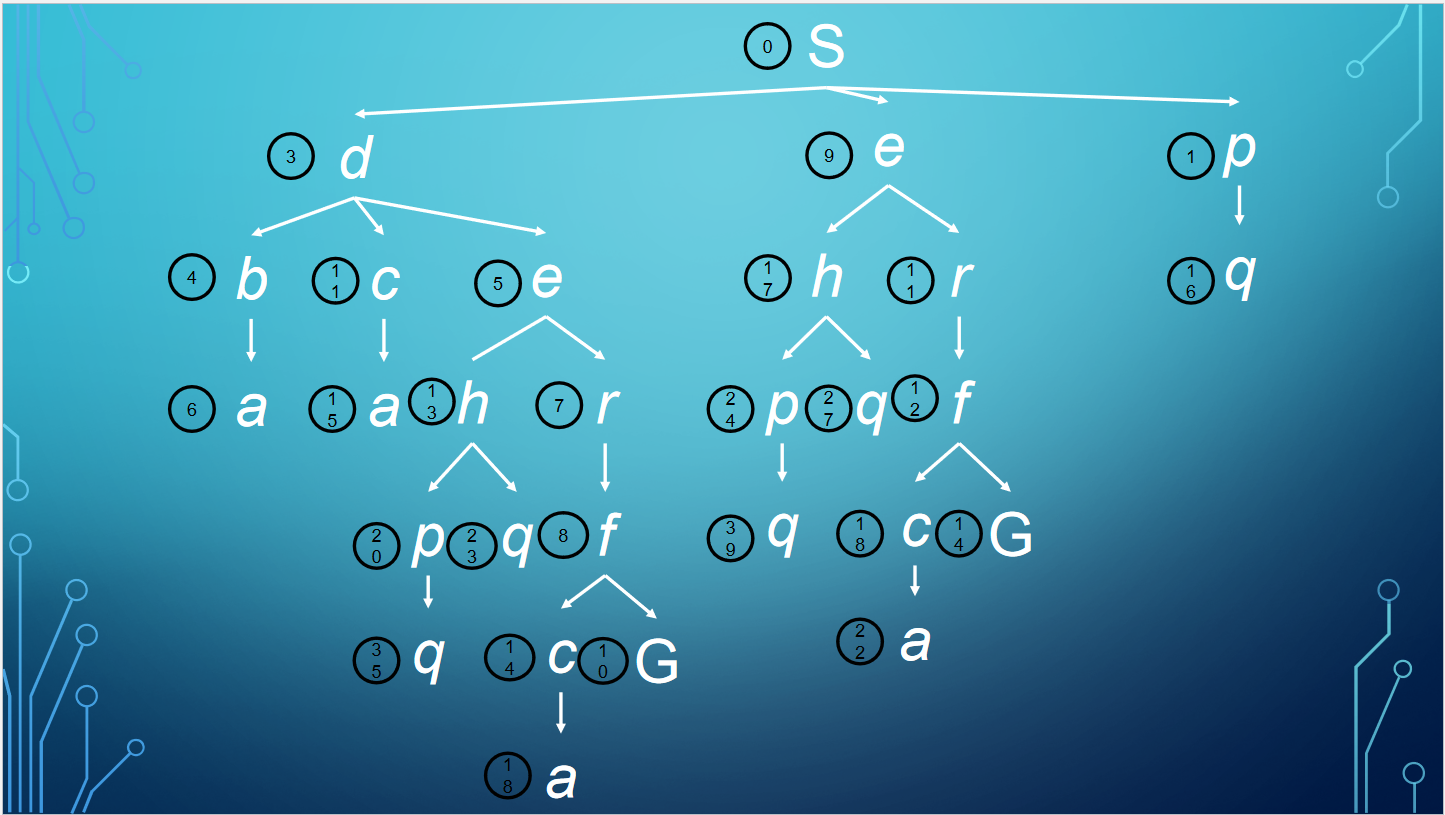 0 S
3 d 9 e 1 p
4 b 11 c 5 e 17 h 11 r 16 q
6 a 15 a 13 h 7 r 24 p 27 q 12 f
20 p 23 q 8 f 39 q 18 c 14 G
35 q 14 c 10 G 22 a
18 a